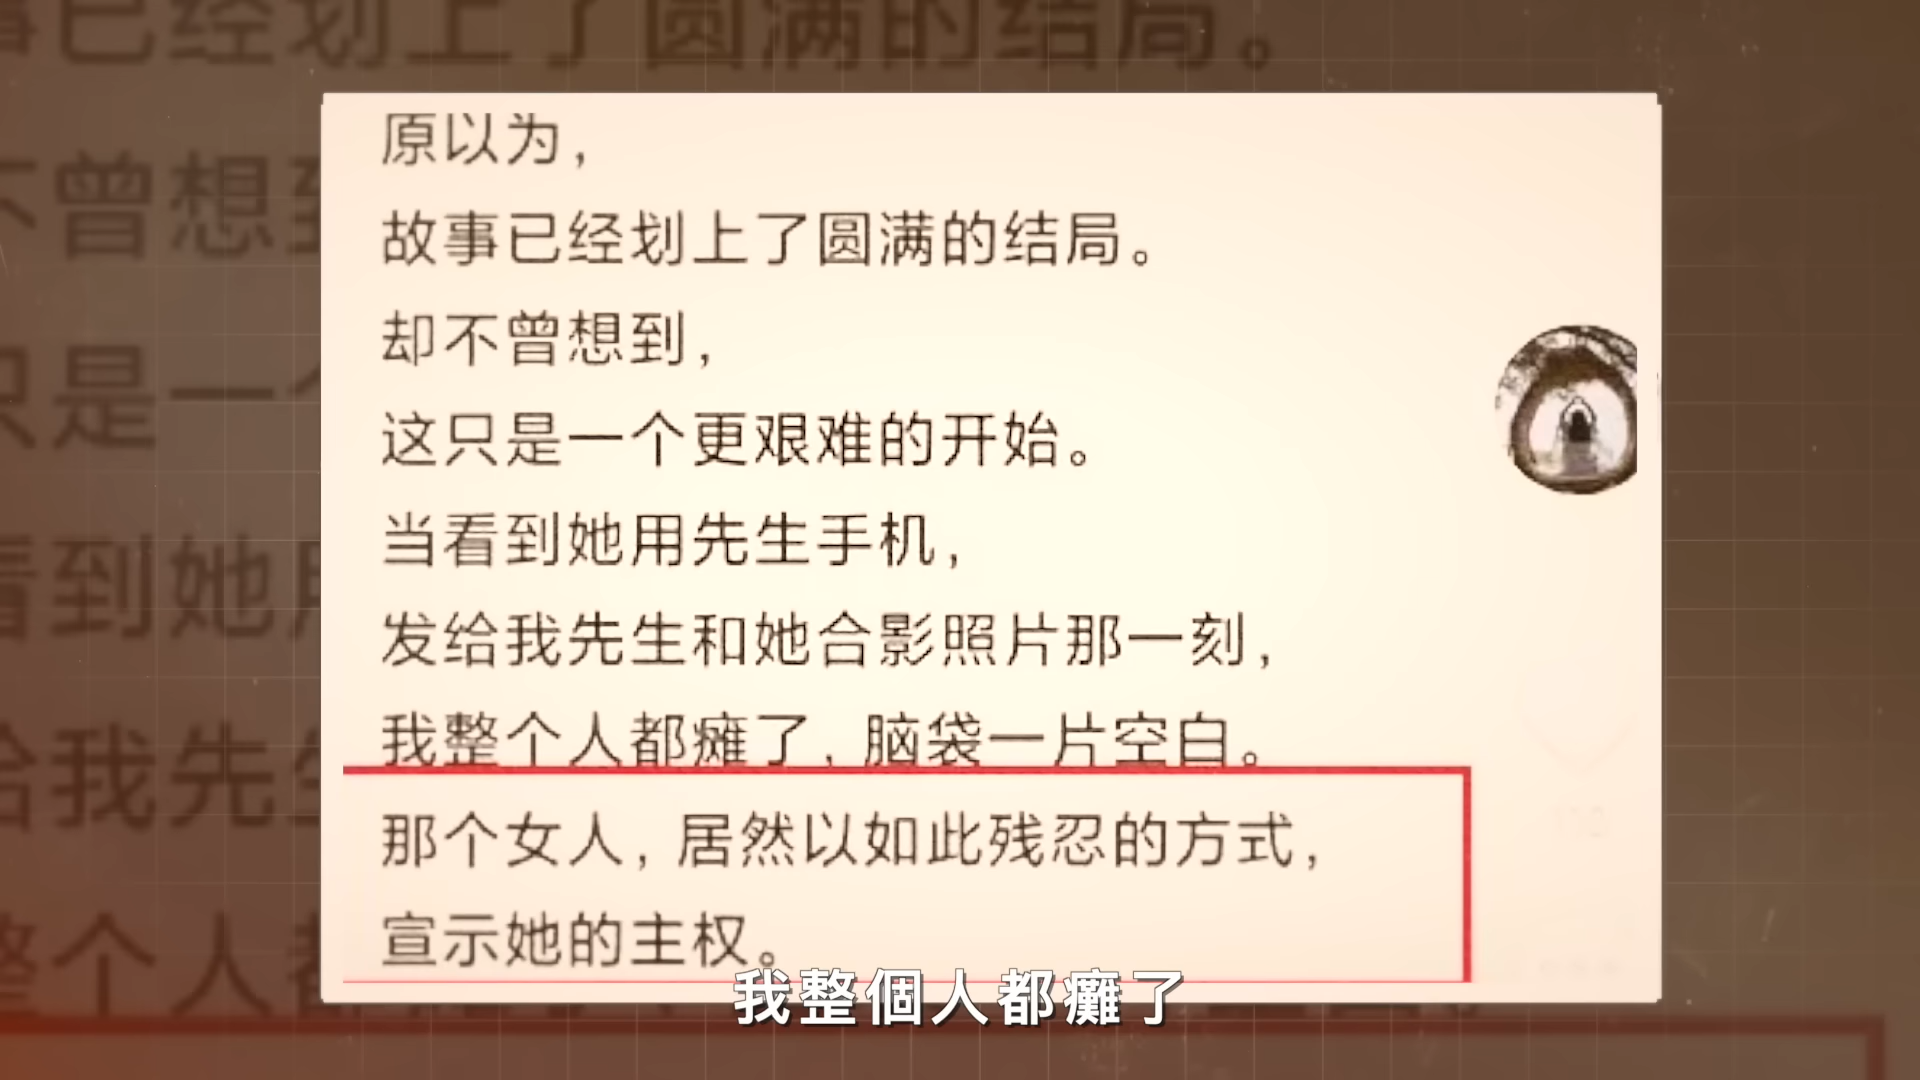 原以为，
故事已经划上了圆满的结局。
却不曾想到，
这只是一个更艰难的开始。
当看到她用先生手机，
发给我先生和她合影照片那一刻，
我整个人都瘫了，脑袋一片空白。
那个女人，居然以如此残忍的方式，
宣示她的主权。
我整個人都癱了